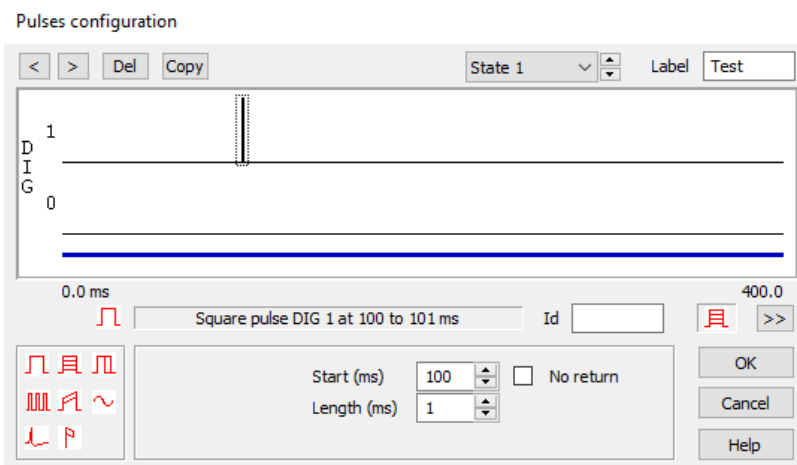 Pulses configuration
< > Del Copy State 1 Label Test
1
DIG
0
0.0 ms 400.0
Square pulse DIG 1 at 100 to 101 ms Id >>
Start (ms) 100 No return
Length (ms) 1
OK
Cancel
Help